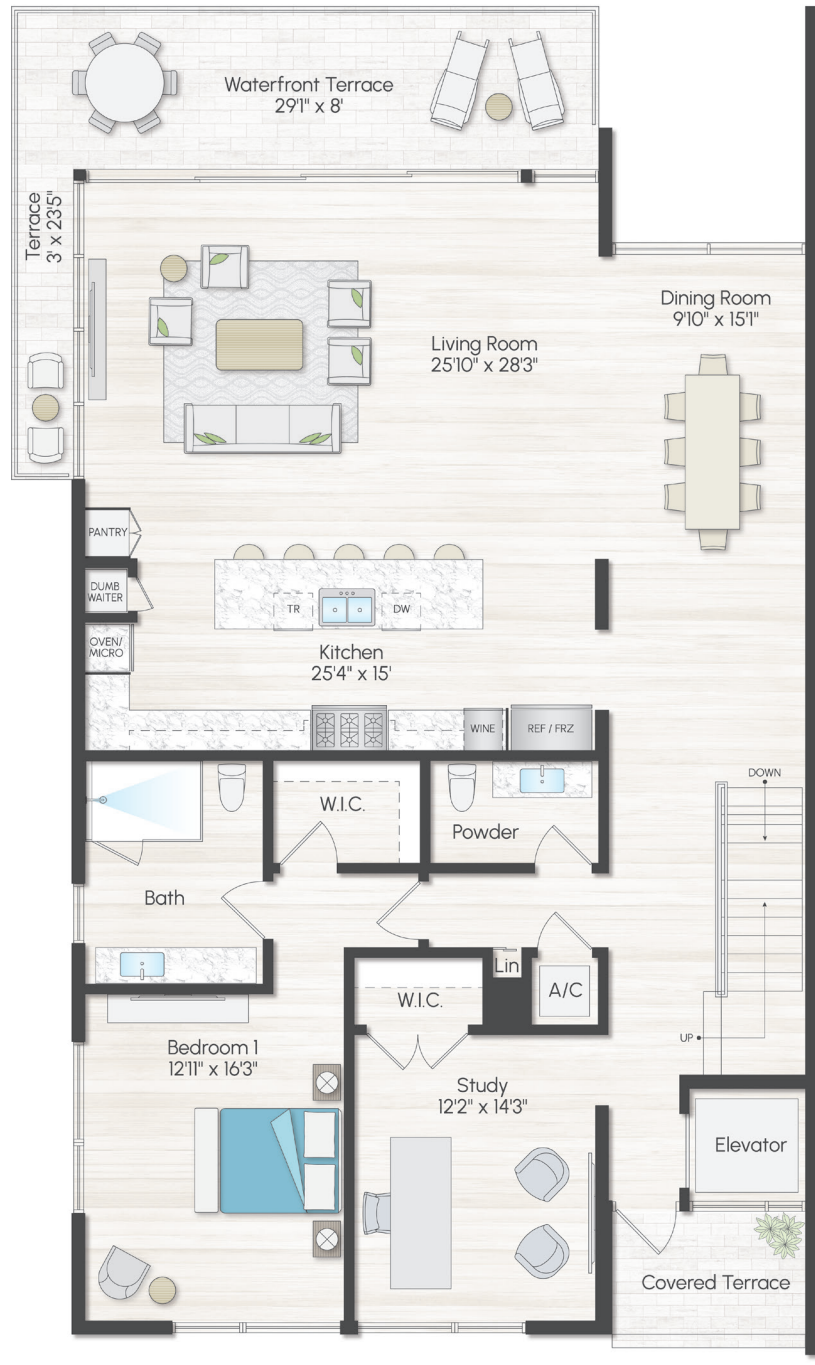 Waterfront Terrace
29'1" x 8'
Terrace
3' x 23'5"
Dining Room
9'10" x 15'1"
Living Room
25'10" x 28'3"
PANTRY
DUMB
WAITER
TR
DW
OVEN/
MICRO
Kitchen
25'4" x 15'
WINE
REF / FRZ
DOWN
W.I.C.
Powder
Bath
Lin
A/C
W.I.C.
UP
Bedroom 1
12'11" x 16'3"
Study
12'2" x 14'3"
Elevator
Covered Terrace